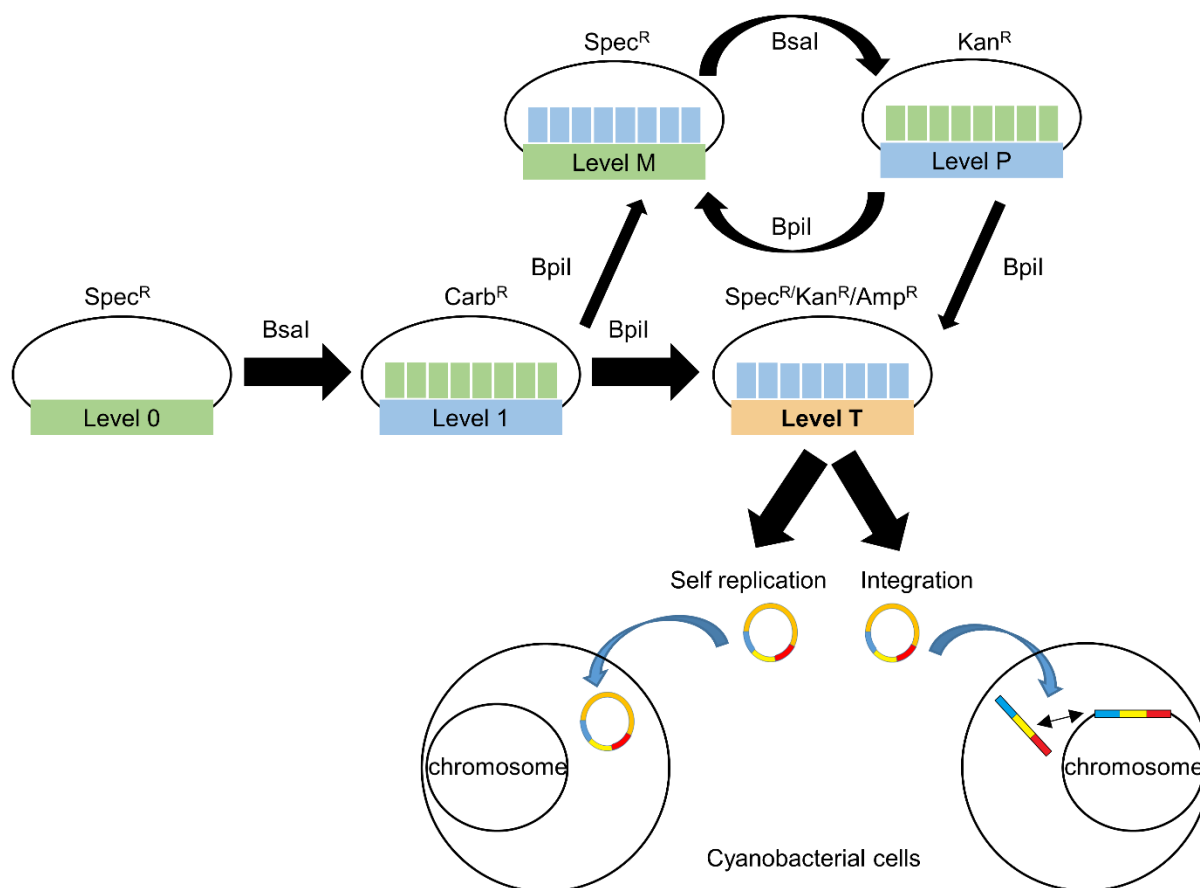 Spec^R
BsaI
Kan^R
Level M
Level P
BpiI
BpiI
BpiI
Spec^R
Carb^R
Spec^R/Kan^R/Amp^R
BsaI
BpiI
Level 0
Level 1
Level T
Self replication
Integration
chromosome
chromosome
Cyanobacterial cells